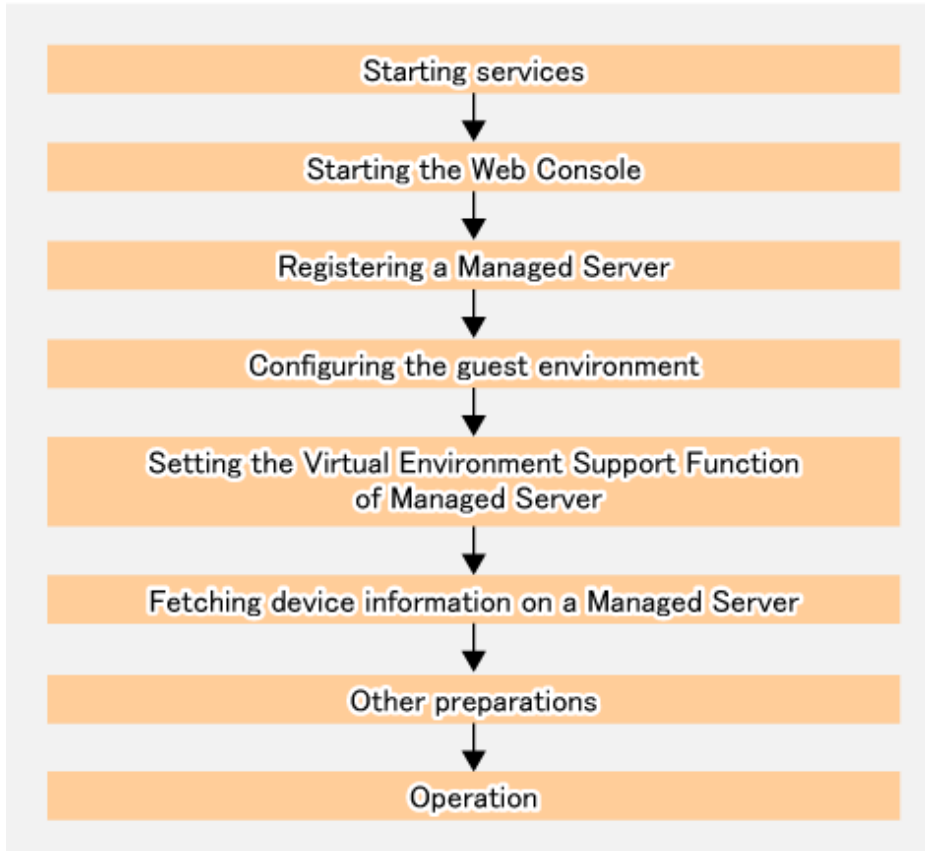 Starting services
Starting the Web Console
Registering a Managed Server
Configuring the guest environment
Setting the Virtual Environment Support Function
of Managed Server
Fetching device information on a Managed Server
Other preparations
Operation